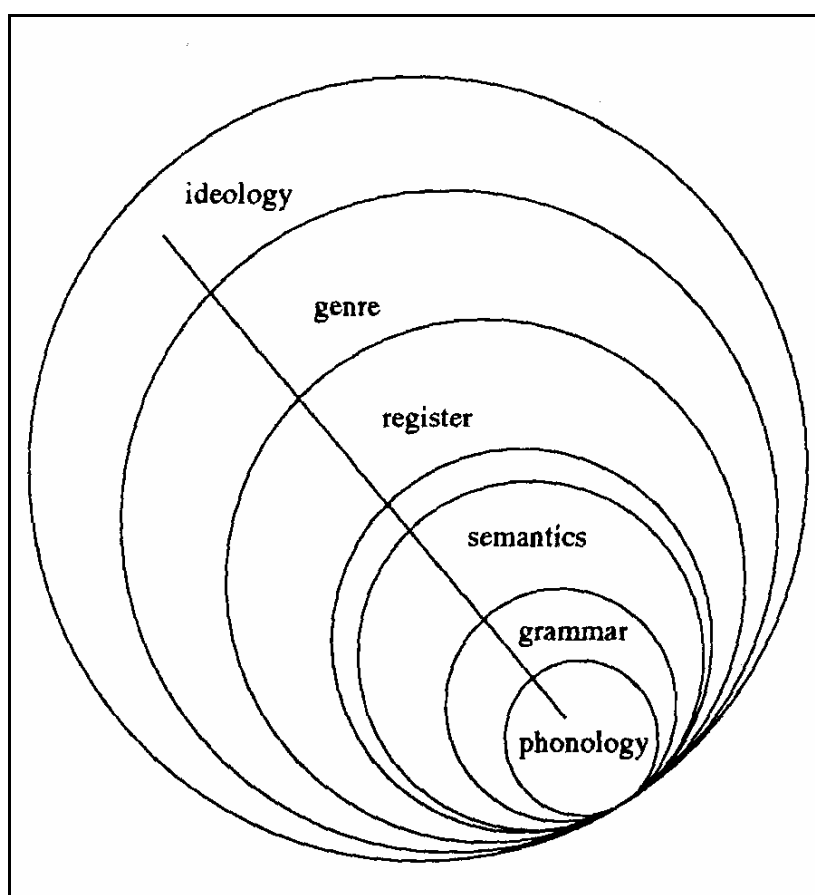 ideology
genre
register
semantics
grammar
phonology